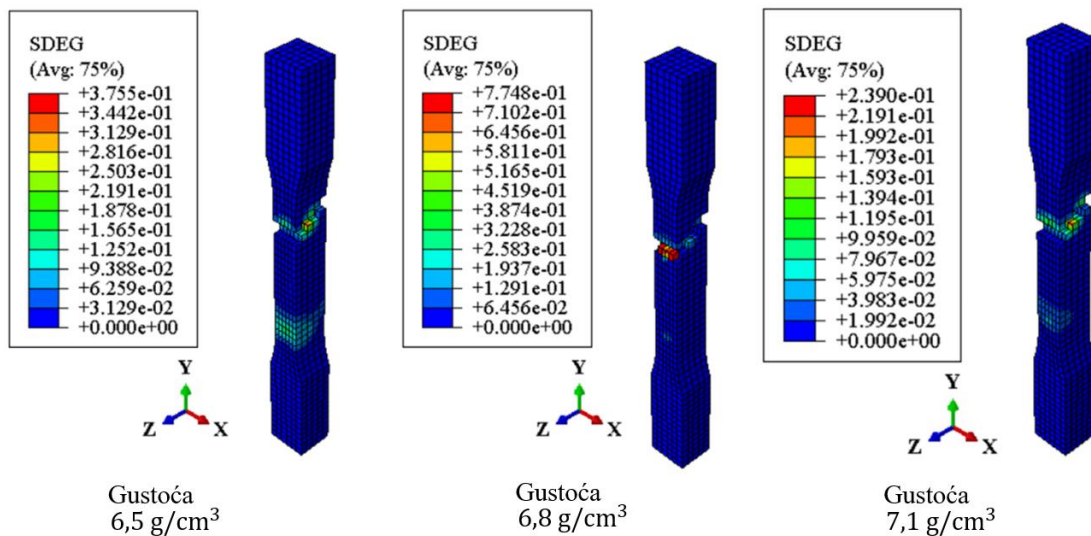 SDEG
(Avg: 75%)
+3.755e-01
+3.442e-01
+3.129e-01
+2.816e-01
+2.503e-01
+2.191e-01
+1.878e-01
+1.565e-01
+1.252e-01
+9.388e-02
+6.259e-02
+3.129e-02
+0.000e+00
Y
Z
X
Gustoća
6,5 g/cm³
SDEG
(Avg: 75%)
+7.748e-01
+7.102e-01
+6.456e-01
+5.811e-01
+5.165e-01
+4.519e-01
+3.874e-01
+3.228e-01
+2.583e-01
+1.937e-01
+1.291e-01
+6.456e-02
+0.000e+00
Y
Z
X
Gustoća
6,8 g/cm³
SDEG
(Avg: 75%)
+2.390e-01
+2.191e-01
+1.992e-01
+1.793e-01
+1.593e-01
+1.394e-01
+1.195e-01
+9.959e-02
+7.967e-02
+5.975e-02
+3.983e-02
+1.992e-02
+0.000e+00
Y
Z
X
Gustoća
7,1 g/cm³